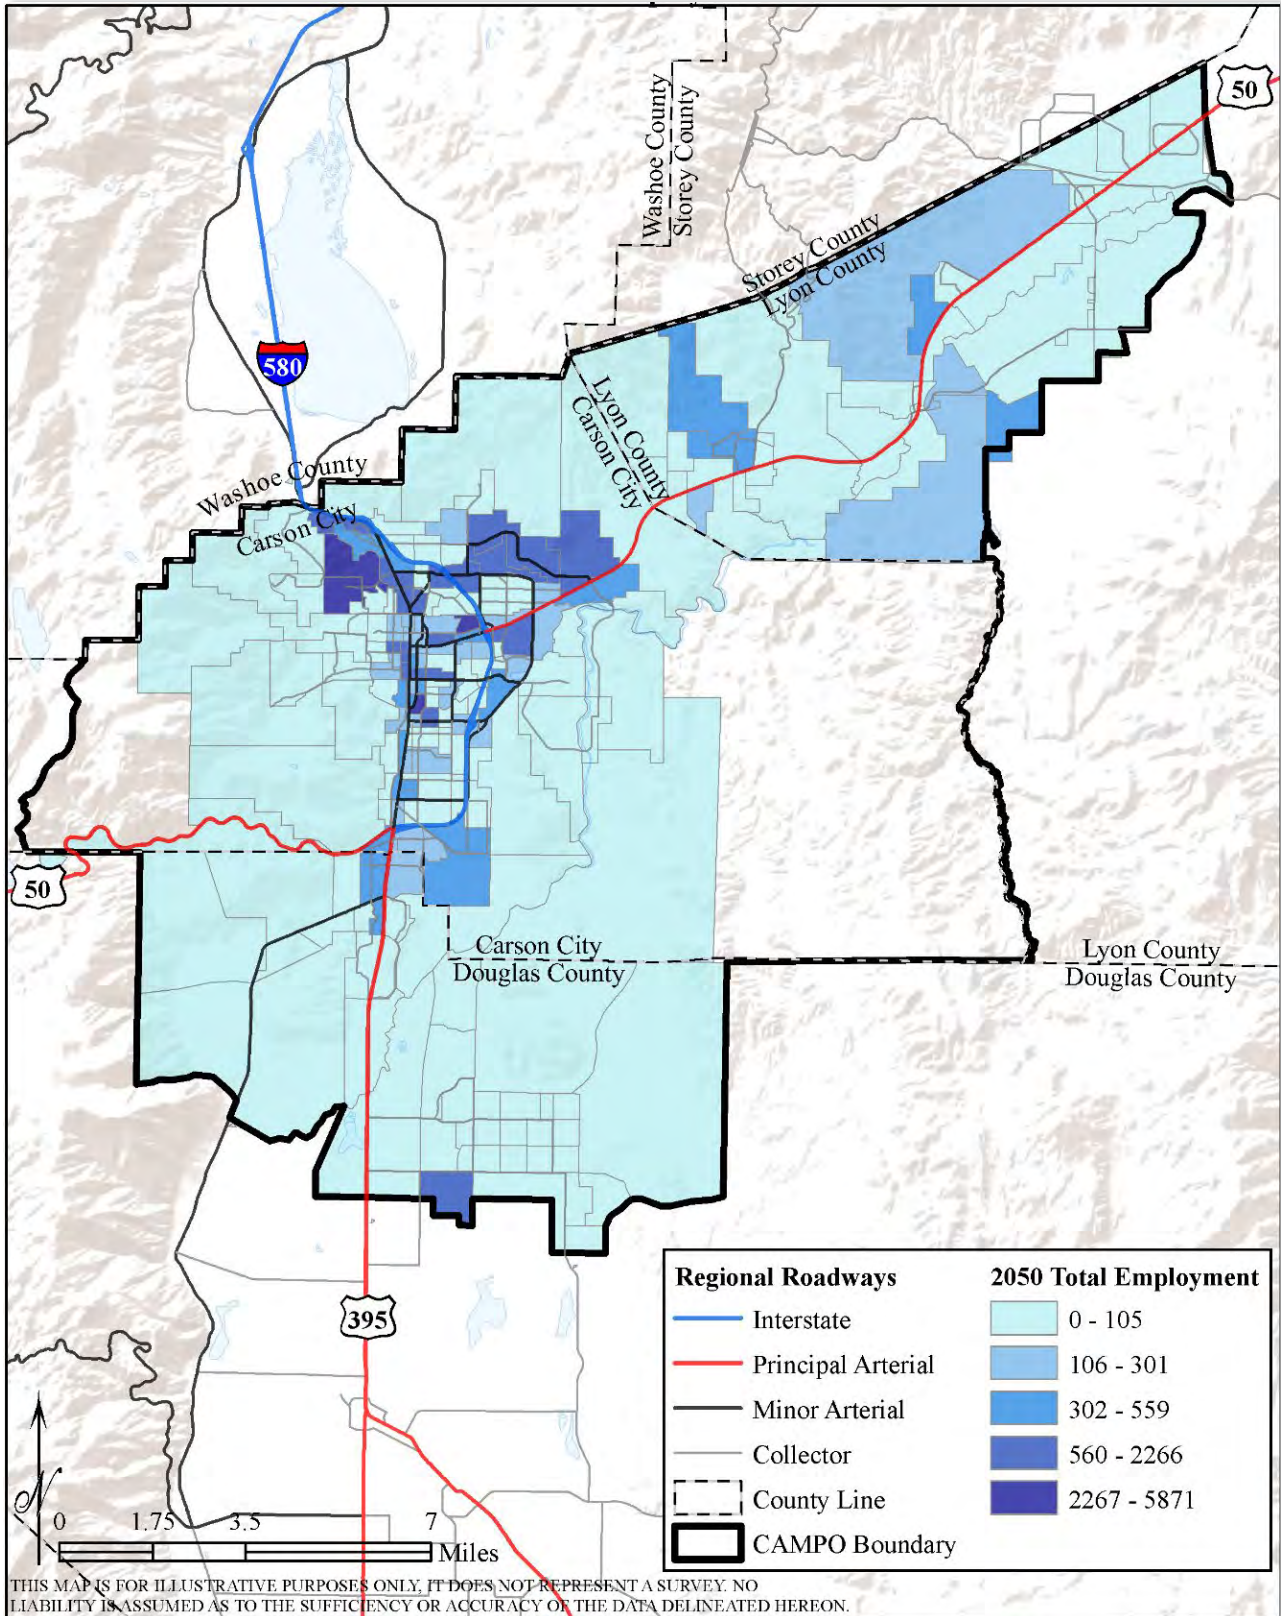 Washoe County
Storey County
50
Storey County
Lyon County
580
Lyon County
Carson City
Washoe County
Carson City
50
Carson City
Douglas County
Lyon County
Douglas County
395
Regional Roadways
Interstate
Principal Arterial
Minor Arterial
Collector
County Line
CAMPO Boundary
2050 Total Employment
0 - 105
106 - 301
302 - 559
560 - 2266
2267 - 5871
N
0 1.75 3.5 7
Miles
THIS MAP IS FOR ILLUSTRATIVE PURPOSES ONLY, IT DOES NOT REPRESENT A SURVEY. NO
LIABILITY IS ASSUMED AS TO THE SUFFICIENCY OR ACCURACY OF THE DATA DELINEATED HEREON.